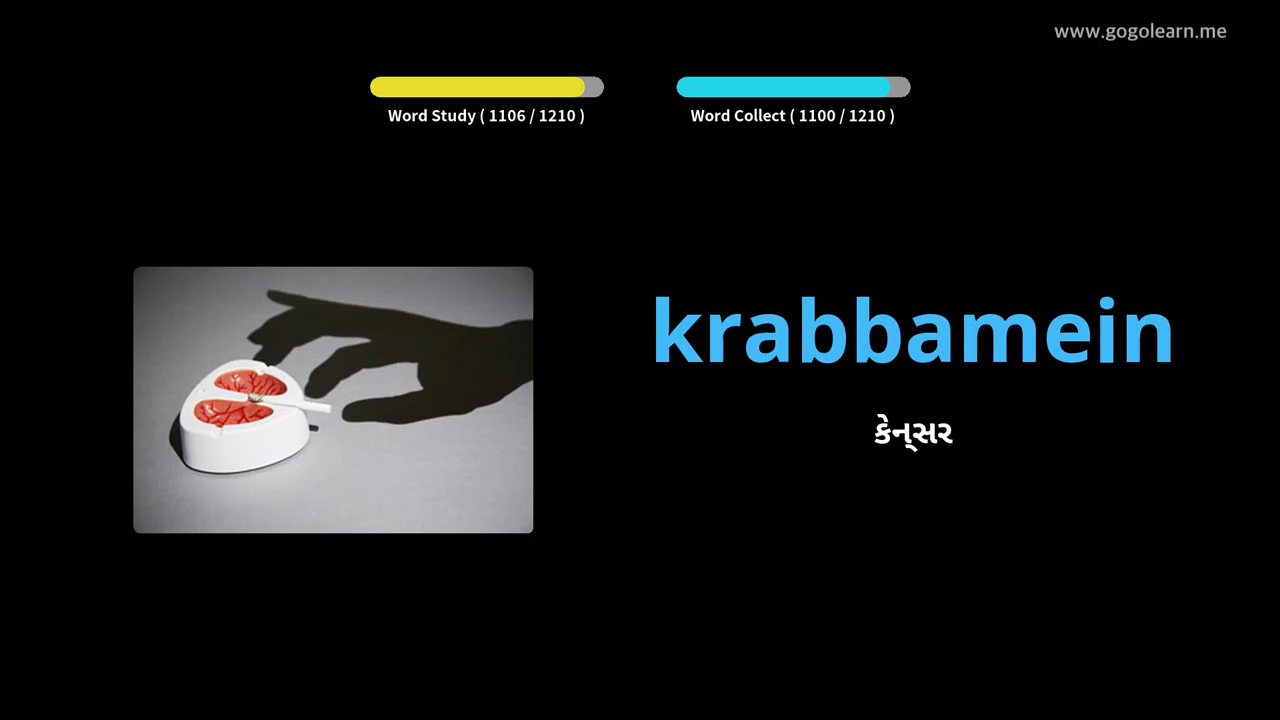 www.gogolearn.me
Word Study ( 1106 / 1210 )
Word Collect ( 1100 / 1210 )
krabbamein
કેન્સર